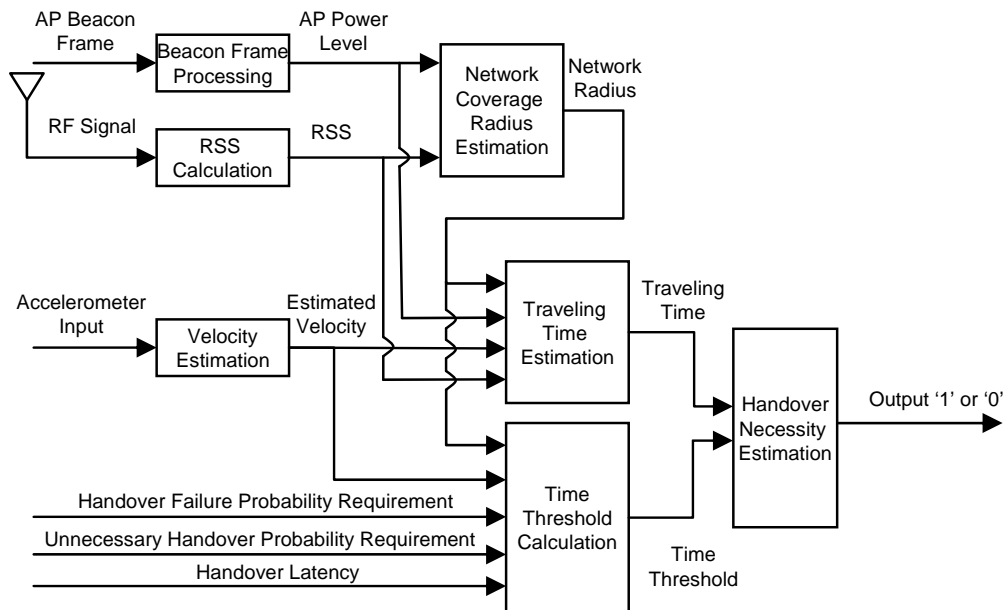 AP Beacon
Frame
Beacon Frame
Processing
AP Power
Level
Network
Coverage
Radius
Estimation
Network
Radius
RF Signal
RSS
Calculation
RSS
Accelerometer
Input
Velocity
Estimation
Estimated
Velocity
Traveling
Time
Estimation
Traveling
Time
Handover
Necessity
Estimation
Output ‘1’ or ‘0’
Handover Failure Probability Requirement
Unnecessary Handover Probability Requirement
Handover Latency
Time
Threshold
Calculation
Time
Threshold